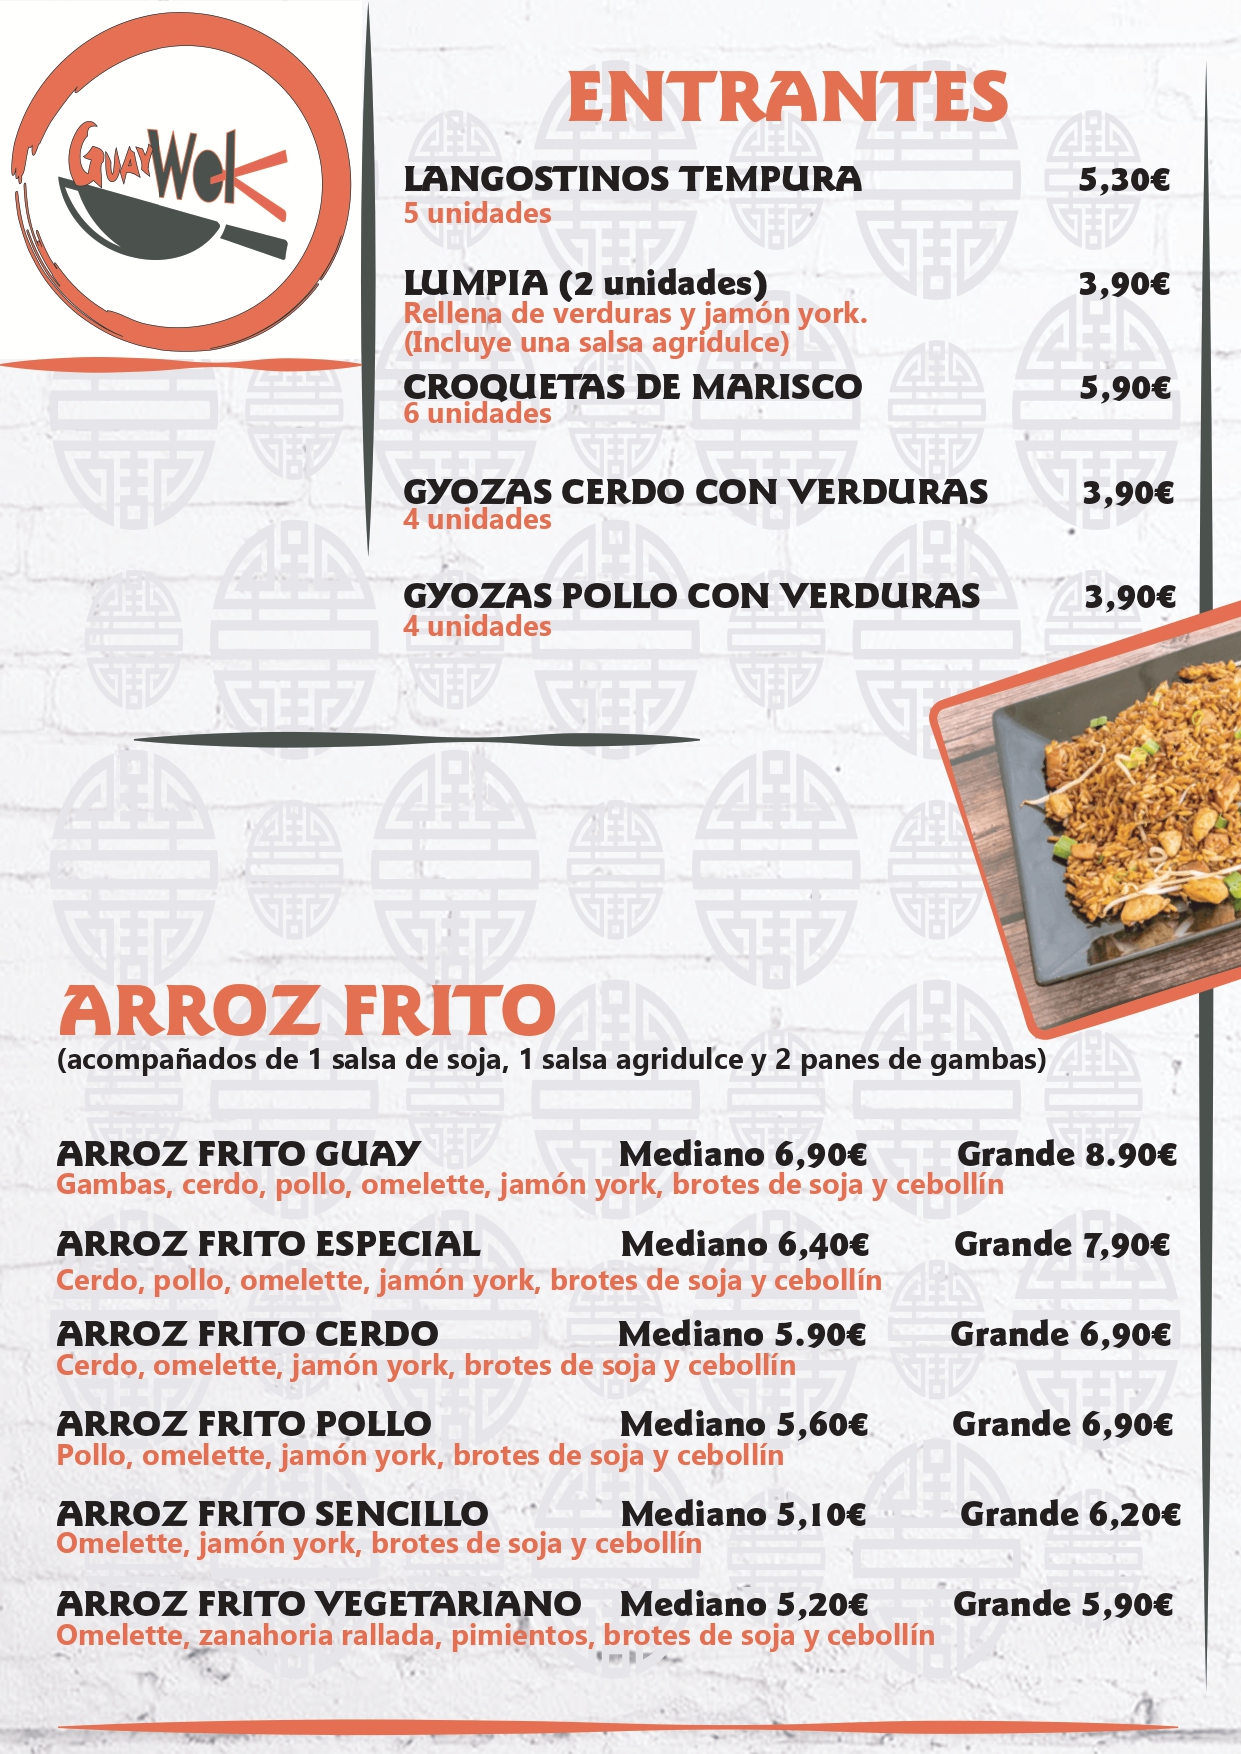 GUAY Wok
ENTRANTES
LANGOSTINOS TEMPURA 5,30€
5 unidades
LUMPIA (2 unidades) 3,90€
Rellena de verduras y jamón york.
(Incluye una salsa agridulce)
CROQUETAS DE MARISCO 5,90€
6 unidades
GYOZAS CERDO CON VERDURAS 3,90€
4 unidades
GYOZAS POLLO CON VERDURAS 3,90€
4 unidades
ARROZ FRITO
(acompañados de 1 salsa de soja, 1 salsa agridulce y 2 panes de gambas)
ARROZ FRITO GUAY Mediano 6,90€ Grande 8.90€
Gambas, cerdo, pollo, omelette, jamón york, brotes de soja y cebollín
ARROZ FRITO ESPECIAL Mediano 6,40€ Grande 7,90€
Cerdo, pollo, omelette, jamón york, brotes de soja y cebollín
ARROZ FRITO CERDO Mediano 5.90€ Grande 6,90€
Cerdo, omelette, jamón york, brotes de soja y cebollín
ARROZ FRITO POLLO Mediano 5,60€ Grande 6,90€
Pollo, omelette, jamón york, brotes de soja y cebollín
ARROZ FRITO SENCILLO Mediano 5,10€ Grande 6,20€
Omelette, jamón york, brotes de soja y cebollín
ARROZ FRITO VEGETARIANO Mediano 5,20€ Grande 5,90€
Omelette, zanahoria rallada, pimientos, brotes de soja y cebollín